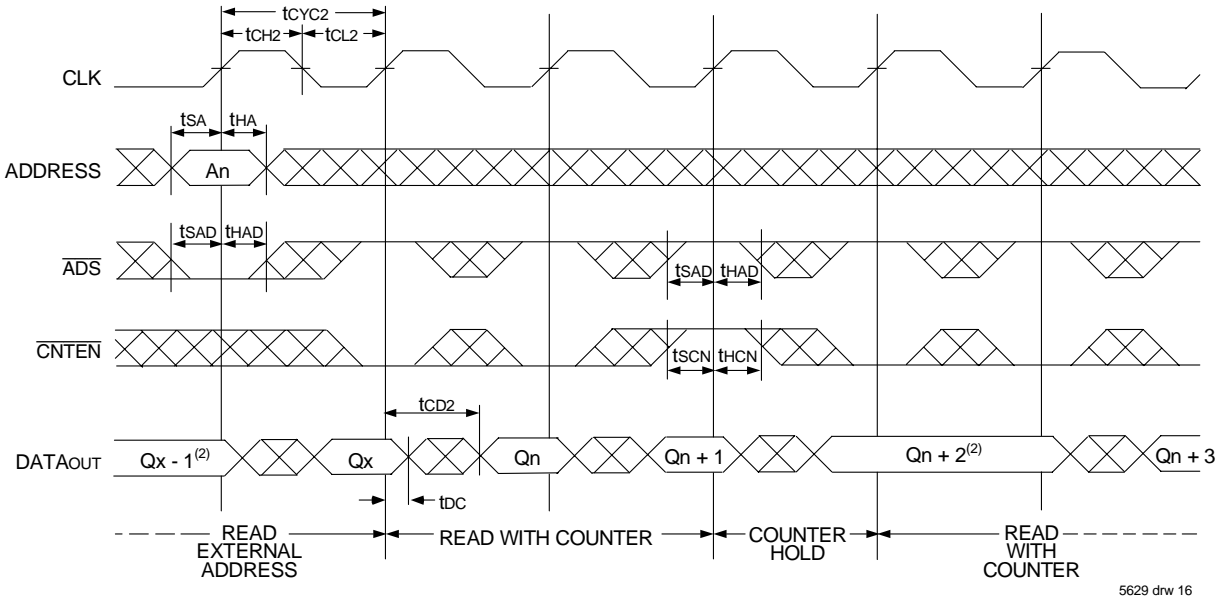 tCYC2
tCH2 tCL2
CLK
tSA tHA
ADDRESS An
tSAD tHAD
ADS
tSAD tHAD
CNTEN
tSCN tHCN
tCD2
DATAOUT Qx - 1(2) Qx Qn Qn + 1 Qn + 2(2) Qn + 3
tDC
READ EXTERNAL ADDRESS
READ WITH COUNTER
COUNTER HOLD
READ WITH COUNTER
5629 drw 16